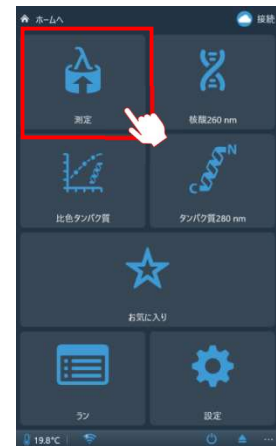 ホームへ
接続
λ
測定
核酸260 nm
N
C
比色タンパク質
タンパク質280 nm
お気に入り
ラン
設定
19.8°C
...